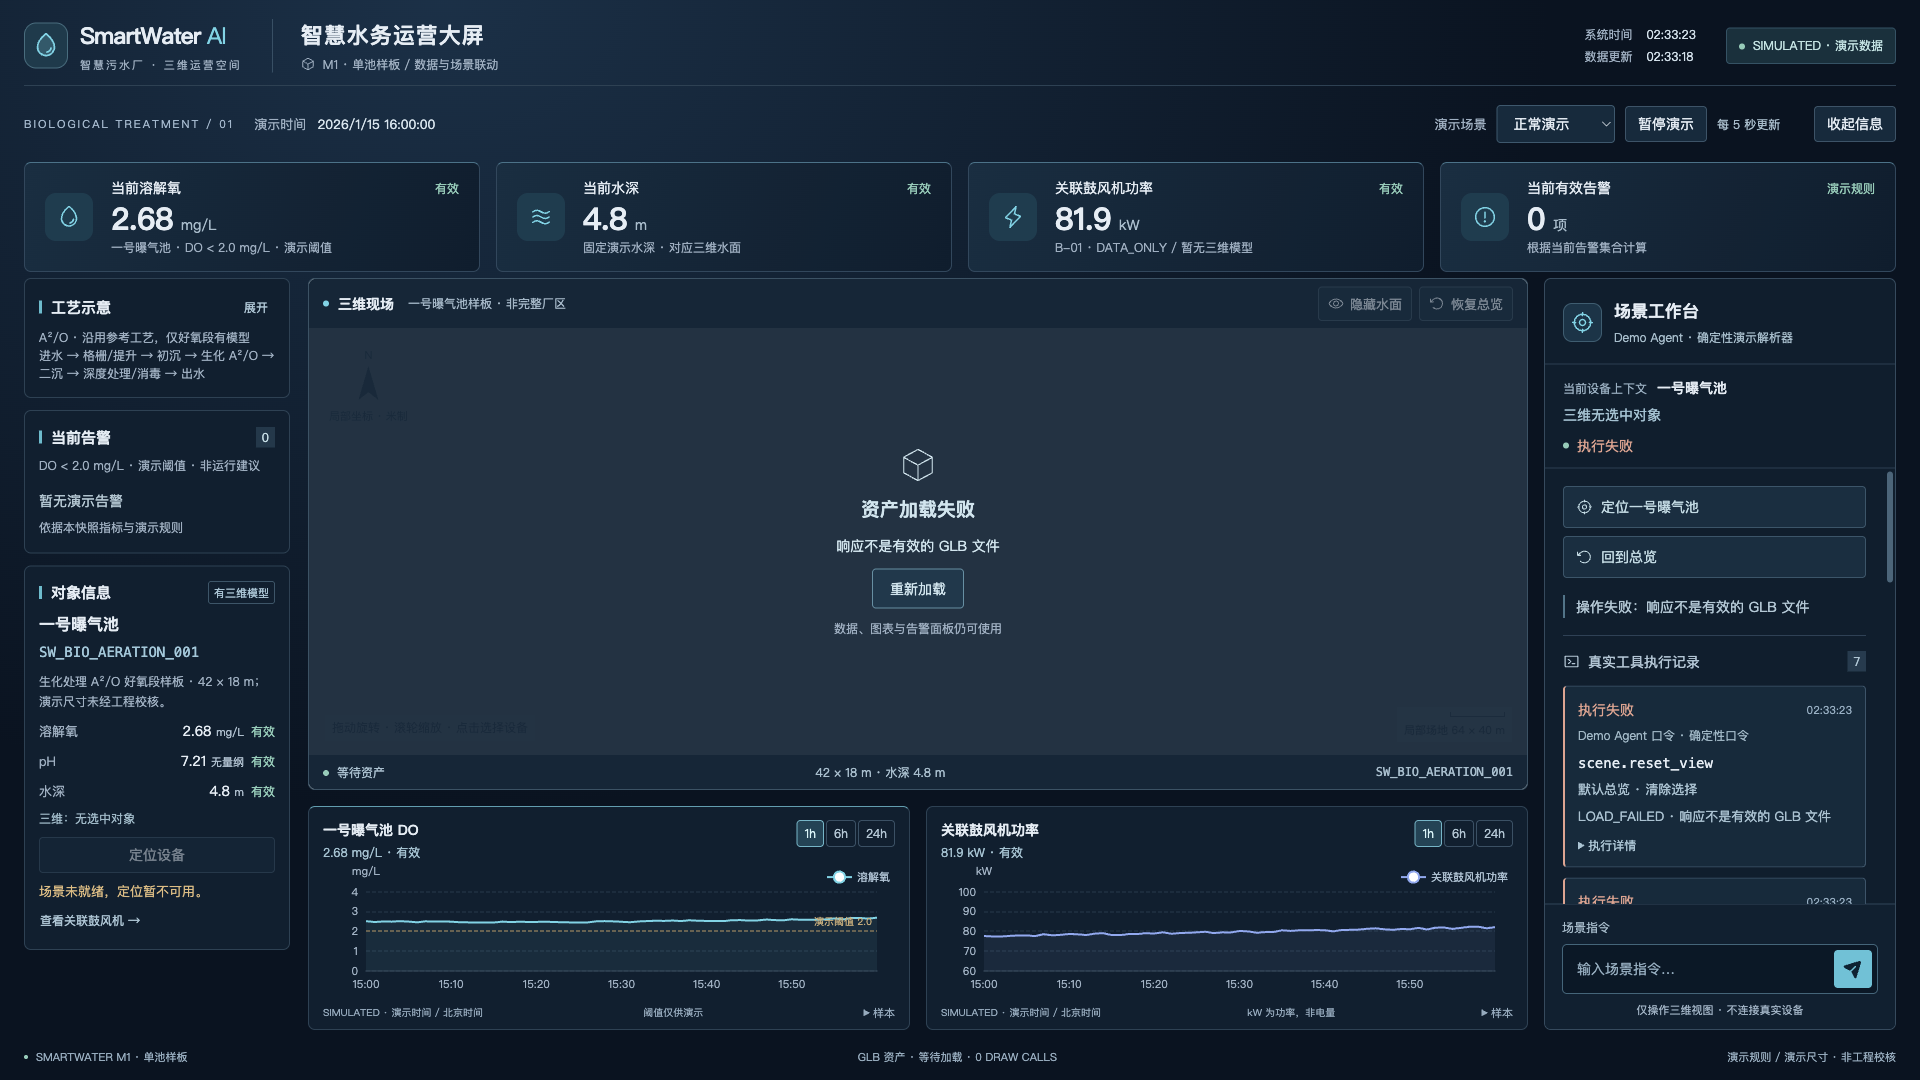 SmartWater AI
智慧污水厂 · 三维运营空间
智慧水务运营大屏
M1 · 单池样板 / 数据与场景联动
系统时间 02:33:23
数据更新 02:33:18
SIMULATED · 演示数据
BIOLOGICAL TREATMENT / 01
演示时间 2026/1/15 16:00:00
演示场景
正常演示
暂停演示
每 5 秒更新
收起信息
当前溶解氧
有效
2.68 mg/L
一号曝气池 · DO < 2.0 mg/L · 演示阈值
当前水深
有效
4.8 m
固定演示水深 · 对应三维水面
关联鼓风机功率
有效
81.9 kW
B-01 · DATA_ONLY / 暂无三维模型
当前有效告警
演示规则
0 项
根据当前告警集合计算
工艺示意
展开
A²/O · 沿用参考工艺，仅好氧段有模型
进水 → 格栅/提升 → 初沉 → 生化 A²/O →
二沉 → 深度处理/消毒 → 出水
当前告警
0
DO < 2.0 mg/L · 演示阈值 · 非运行建议
暂无演示告警
依据本快照指标与演示规则
对象信息
有三维模型
一号曝气池
SW_BIO_AERATION_001
生化处理 A²/O 好氧段样板 · 42 × 18 m；
演示尺寸未经工程校核。
溶解氧 2.68 mg/L 有效
pH 7.21 无量纲 有效
水深 4.8 m 有效
三维：无选中对象
定位设备
场景未就绪，定位暂不可用。
查看关联鼓风机 →
三维现场
一号曝气池样板 · 非完整厂区
隐藏水面
恢复总览
N
资产加载失败
响应不是有效的 GLB 文件
重新加载
数据、图表与告警面板仍可使用
拖动旋转 · 滚轮缩放 · 点击选择设备
等待资产
42 × 18 m · 水深 4.8 m
SW_BIO_AERATION_001
一号曝气池 DO
1h 6h 24h
2.68 mg/L · 有效
mg/L
溶解氧
4
3
2
1
0
演示阈值 2.0
15:00 15:10 15:20 15:30 15:40 15:50
SIMULATED · 演示时间 / 北京时间
阈值仅供演示
样本
关联鼓风机功率
1h 6h 24h
81.9 kW · 有效
kW
关联鼓风机功率
100
90
80
70
60
15:00 15:10 15:20 15:30 15:40 15:50
SIMULATED · 演示时间 / 北京时间
kW 为功率，非电量
样本
场景工作台
Demo Agent · 确定性演示解析器
当前设备上下文 一号曝气池
三维无选中对象
执行失败
定位一号曝气池
回到总览
操作失败：响应不是有效的 GLB 文件
真实工具执行记录
7
执行失败
02:33:23
Demo Agent 口令 · 确定性口令
scene.reset_view
默认总览 · 清除选择
LOAD_FAILED · 响应不是有效的 GLB 文件
执行详情
执行失败
02:33:23
场景指令
输入场景指令...
仅操作三维视图 · 不连接真实设备
SMARTWATER M1 · 单池样板
GLB 资产 · 等待加载 · 0 DRAW CALLS
演示规则 / 演示尺寸 · 非工程校核